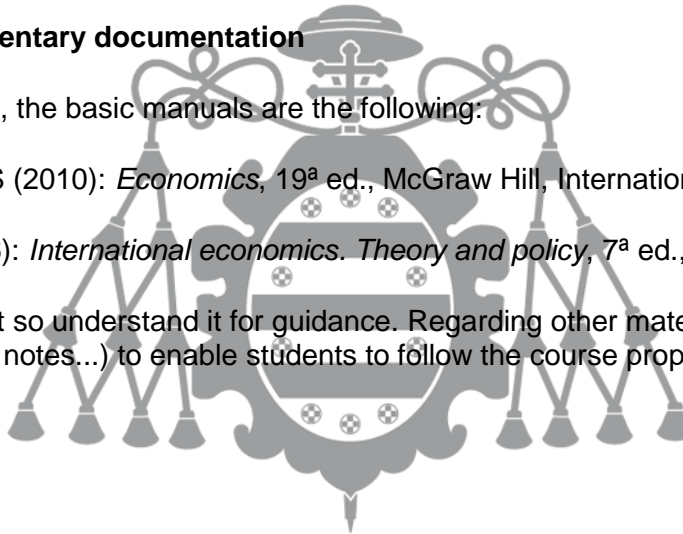 entary documentation
, the basic manuals are the following:
S (2010): Economics, 19ª ed., McGraw Hill, Internation
): International economics. Theory and policy, 7ª ed.,
t so understand it for guidance. Regarding other mate
notes...) to enable students to follow the course prop